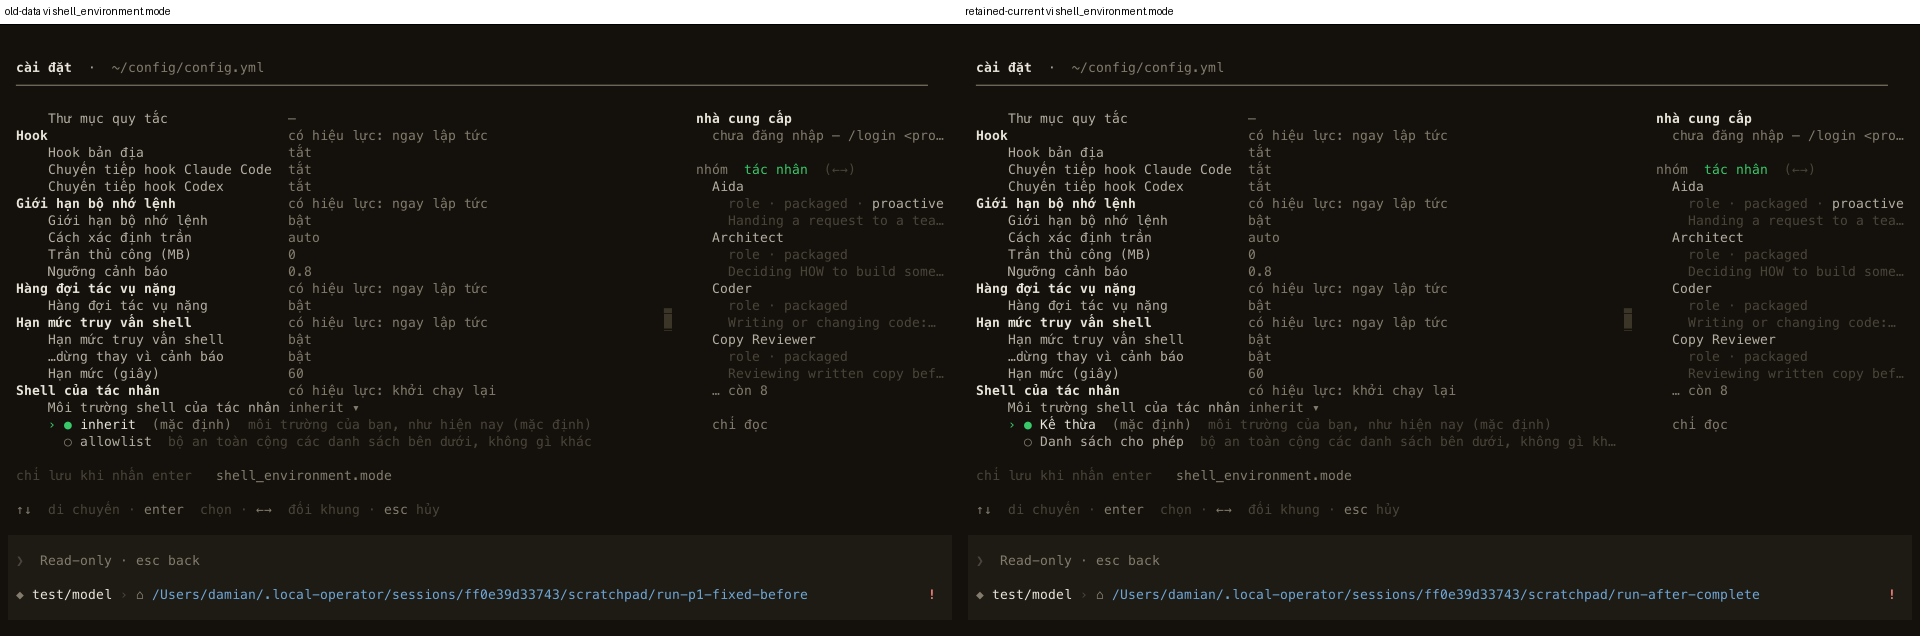 old-data vi shell_environment.mode
cài đặt · ~/config/config.yml
Thư mục quy tắc —
Hook có hiệu lực: ngay lập tức
Hook bản địa tắt
Chuyển tiếp hook Claude Code tắt
Chuyển tiếp hook Codex tắt
Giới hạn bộ nhớ lệnh có hiệu lực: ngay lập tức
Giới hạn bộ nhớ lệnh bật
Cách xác định trần auto
Trần thủ công (MB) 0
Ngưỡng cảnh báo 0.8
Hàng đợi tác vụ nặng có hiệu lực: ngay lập tức
Hàng đợi tác vụ nặng bật
Hạn mức truy vấn shell có hiệu lực: ngay lập tức
Hạn mức truy vấn shell bật
…dừng thay vì cảnh báo bật
Hạn mức (giây) 60
Shell của tác nhân có hiệu lực: khởi chạy lại
Môi trường shell của tác nhân inherit ▾
› ● inherit (mặc định) môi trường của bạn, như hiện nay (mặc định)
○ allowlist bộ an toàn cộng các danh sách bên dưới, không gì khác
nhà cung cấp
chưa đăng nhập — /login <pro…
nhóm tác nhân (←→)
Aida
role · packaged · proactive
Handing a request to a tea…
Architect
role · packaged
Deciding HOW to build some…
Coder
role · packaged
Writing or changing code:…
Copy Reviewer
role · packaged
Reviewing written copy bef…
… còn 8
chỉ đọc
chỉ lưu khi nhấn enter shell_environment.mode
↑↓ di chuyển · enter chọn · ←→ đổi khung · esc hủy
❯ Read-only · esc back
◆ test/model › ⌂ /Users/damian/.local-operator/sessions/ff0e39d33743/scratchpad/run-p1-fixed-before !
retained-current vi shell_environment.mode
cài đặt · ~/config/config.yml
Thư mục quy tắc —
Hook có hiệu lực: ngay lập tức
Hook bản địa tắt
Chuyển tiếp hook Claude Code tắt
Chuyển tiếp hook Codex tắt
Giới hạn bộ nhớ lệnh có hiệu lực: ngay lập tức
Giới hạn bộ nhớ lệnh bật
Cách xác định trần auto
Trần thủ công (MB) 0
Ngưỡng cảnh báo 0.8
Hàng đợi tác vụ nặng có hiệu lực: ngay lập tức
Hàng đợi tác vụ nặng bật
Hạn mức truy vấn shell có hiệu lực: ngay lập tức
Hạn mức truy vấn shell bật
…dừng thay vì cảnh báo bật
Hạn mức (giây) 60
Shell của tác nhân có hiệu lực: khởi chạy lại
Môi trường shell của tác nhân inherit ▾
› ● Kế thừa (mặc định) môi trường của bạn, như hiện nay (mặc định)
○ Danh sách cho phép bộ an toàn cộng các danh sách bên dưới, không gì kh…
nhà cung cấp
chưa đăng nhập — /login <pro…
nhóm tác nhân (←→)
Aida
role · packaged · proactive
Handing a request to a tea…
Architect
role · packaged
Deciding HOW to build some…
Coder
role · packaged
Writing or changing code:…
Copy Reviewer
role · packaged
Reviewing written copy bef…
… còn 8
chỉ đọc
chỉ lưu khi nhấn enter shell_environment.mode
↑↓ di chuyển · enter chọn · ←→ đổi khung · esc hủy
❯ Read-only · esc back
◆ test/model › ⌂ /Users/damian/.local-operator/sessions/ff0e39d33743/scratchpad/run-after-complete !